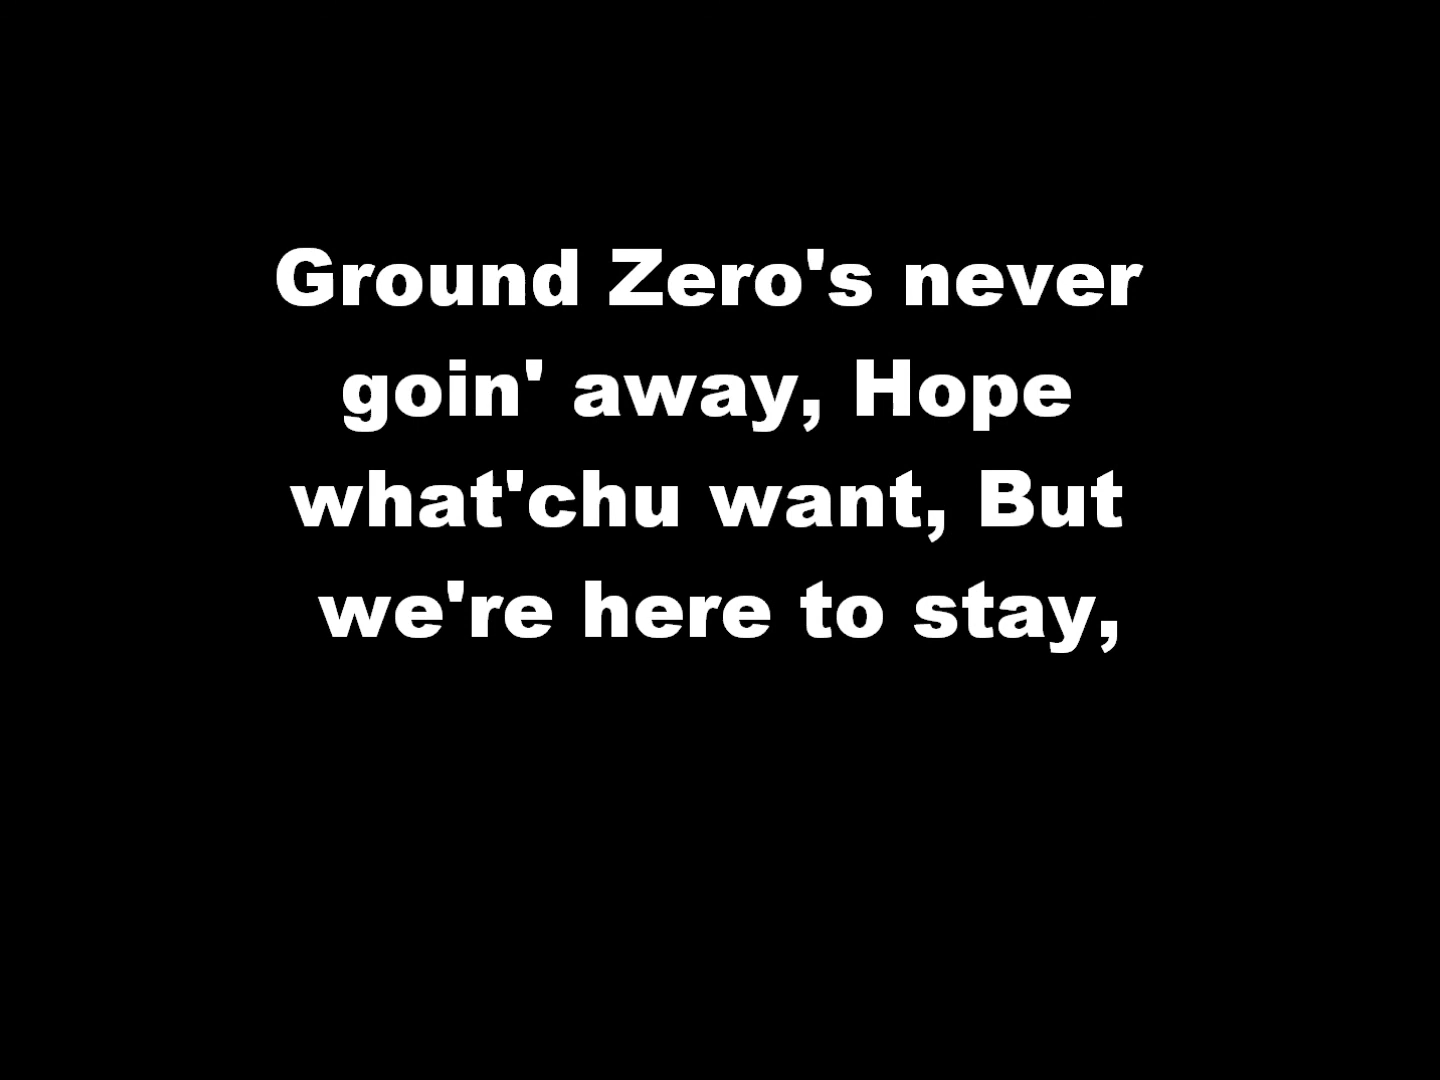 Ground Zero's never
goin' away, Hope
what'chu want, But
we're here to stay,